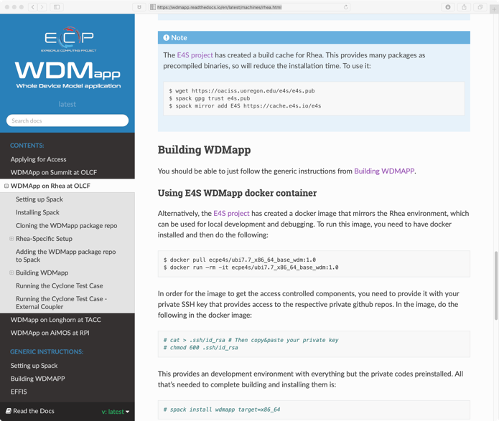 https://wdmapp.readthedocs.io/en/latest/machines/rhea.html
ECP
EXASCALE COMPUTING PROJECT
WDMapp
Whole Device Model application
latest
Search docs
CONTENTS:
Applying for Access
WDMApp on Summit at OLCF
WDMApp on Rhea at OLCF
Setting up Spack
Installing Spack
Cloning the WDMapp package repo
Rhea-Specific Setup
Adding the WDMapp package repo
to Spack
Building WDMapp
Running the Cyclone Test Case
Running the Cyclone Test Case -
External Coupler
WDMapp on Longhorn at TACC
WDMApp on AiMOS at RPI
GENERIC INSTRUCTIONS:
Setting up Spack
Building WDMAPP
EFFIS
Read the Docs
v: latest
Note
The E4S project has created a build cache for Rhea. This provides many packages as
precompiled binaries, so will reduce the installation time. To use it:
$ wget https://oaciss.uoregon.edu/e4s/e4s.pub
$ spack gpg trust e4s.pub
$ spack mirror add E4S https://cache.e4s.io/e4s
Building WDMapp
You should be able to just follow the generic instructions from Building WDMAPP.
Using E4S WDMapp docker container
Alternatively, the E4S project has created a docker image that mirrors the Rhea environment, which
can be used for local development and debugging. To run this image, you need to have docker
installed and then do the following:
$ docker pull ecpe4s/ubi7.7_x86_64_base_wdm:1.0
$ docker run --rm -it ecpe4s/ubi7.7_x86_64_base_wdm:1.0
In order for the image to get the access controlled components, you need to provide it with your
private SSH key that provides access to the respective private github repos. In the image, do the
following in the docker image:
# cat > .ssh/id_rsa # Then copy&paste your private key
# chmod 600 .ssh/id_rsa
This provides an development environment with everything but the private codes preinstalled. All
that's needed to complete building and installing them is:
# spack install wdmapp target=x86_64